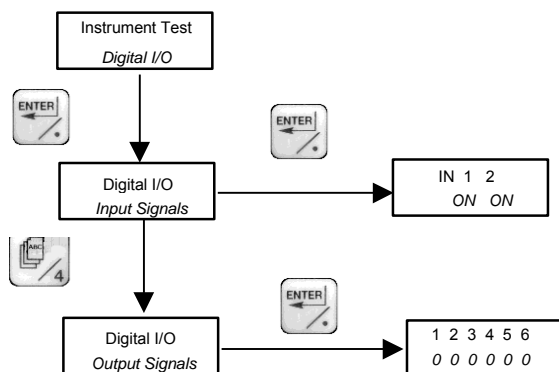 Instrument Test
Digital I/O
ENTER
.
ENTER
.
Digital I/O
Input Signals
IN 1 2
ON ON
ABC
4
ENTER
.
Digital I/O
Output Signals
1 2 3 4 5 6
0 0 0 0 0 0